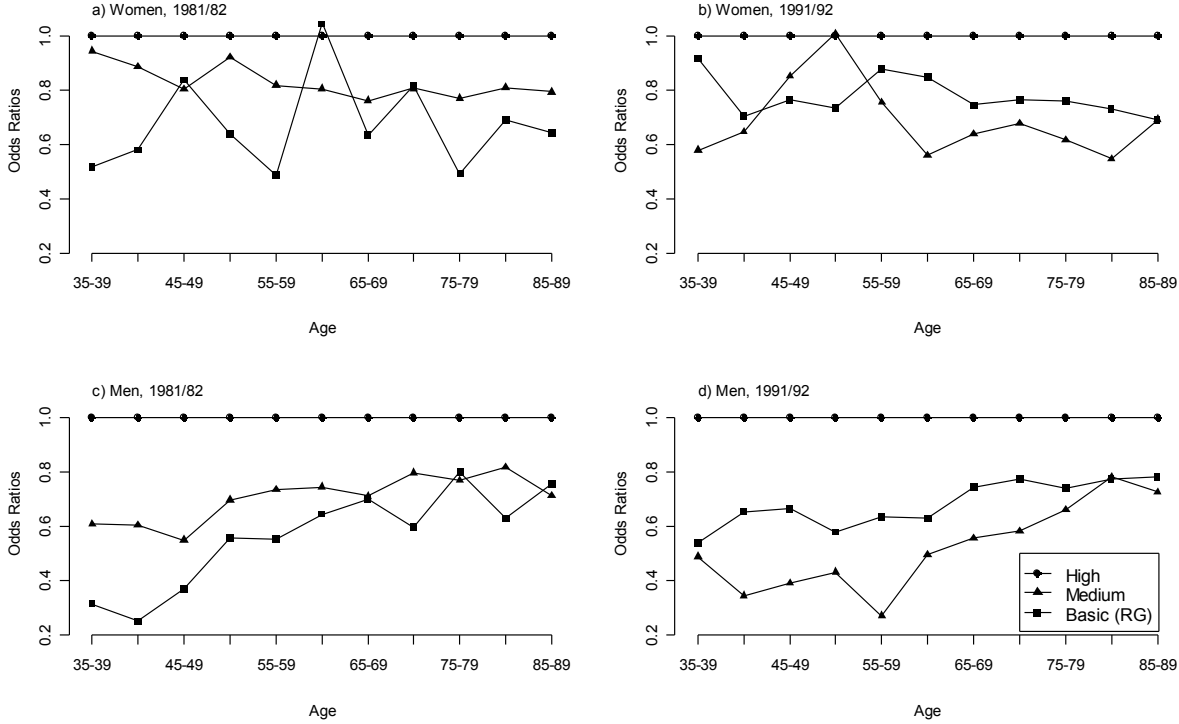 a) Women, 1981/82
Odds Ratios
1.0
0.8
0.6
0.4
0.2
35-39 45-49 55-59 65-69 75-79 85-89
Age
b) Women, 1991/92
Odds Ratios
1.0
0.8
0.6
0.4
0.2
35-39 45-49 55-59 65-69 75-79 85-89
Age
c) Men, 1981/82
Odds Ratios
1.0
0.8
0.6
0.4
0.2
35-39 45-49 55-59 65-69 75-79 85-89
Age
d) Men, 1991/92
Odds Ratios
1.0
0.8
0.6
0.4
0.2
High
Medium
Basic (RG)
35-39 45-49 55-59 65-69 75-79 85-89
Age